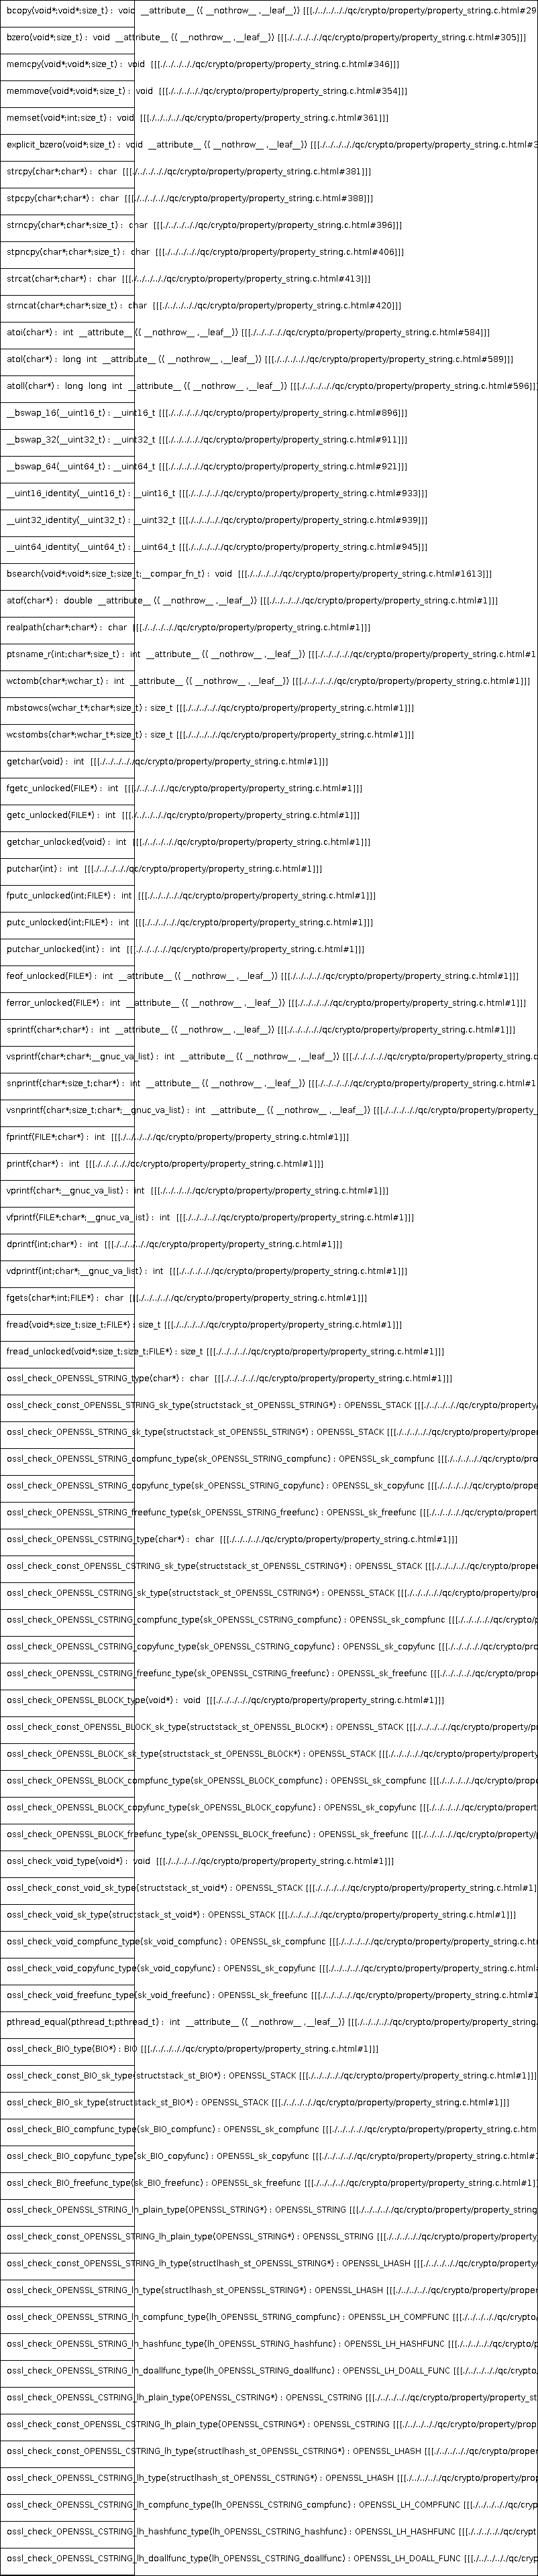 bcopy(void*;void*;size_t) : void __attribute__ (( __nothrow__ ,__leaf__)) [[[./../../../qc/crypto/property/property_string.c.html#29
bzero(void*;size_t) : void __attribute__ (( __nothrow__ ,__leaf__)) [[[./../../../qc/crypto/property/property_string.c.html#305]]]
memcpy(void*;void*;size_t) : void [[[./../../../qc/crypto/property/property_string.c.html#346]]]
memmove(void*;void*;size_t) : void [[[./../../../qc/crypto/property/property_string.c.html#354]]]
memset(void*;int;size_t) : void [[[./../../../qc/crypto/property/property_string.c.html#361]]]
explicit_bzero(void*;size_t) : void __attribute__ (( __nothrow__ ,__leaf__)) [[[./../../../qc/crypto/property/property_string.c.html#3
strcpy(char*;char*) : char [[[./../../../qc/crypto/property/property_string.c.html#381]]]
stpcpy(char*;char*) : char [[[./../../../qc/crypto/property/property_string.c.html#388]]]
strncpy(char*;char*;size_t) : char [[[./../../../qc/crypto/property/property_string.c.html#396]]]
stpncpy(char*;char*;size_t) : char [[[./../../../qc/crypto/property/property_string.c.html#406]]]
strcat(char*;char*) : char [[[./../../../qc/crypto/property/property_string.c.html#413]]]
strncat(char*;char*;size_t) : char [[[./../../../qc/crypto/property/property_string.c.html#420]]]
atoi(char*) : int __attribute__ (( __nothrow__ ,__leaf__)) [[[./../../../qc/crypto/property/property_string.c.html#584]]]
atol(char*) : long int __attribute__ (( __nothrow__ ,__leaf__)) [[[./../../../qc/crypto/property/property_string.c.html#589]]]
atoll(char*) : long long int __attribute__ (( __nothrow__ ,__leaf__)) [[[./../../../qc/crypto/property/property_string.c.html#596]]]
__bswap_16(__uint16_t) : __uint16_t [[[./../../../qc/crypto/property/property_string.c.html#896]]]
__bswap_32(__uint32_t) : __uint32_t [[[./../../../qc/crypto/property/property_string.c.html#911]]]
__bswap_64(__uint64_t) : __uint64_t [[[./../../../qc/crypto/property/property_string.c.html#921]]]
__uint16_identity(__uint16_t) : __uint16_t [[[./../../../qc/crypto/property/property_string.c.html#933]]]
__uint32_identity(__uint32_t) : __uint32_t [[[./../../../qc/crypto/property/property_string.c.html#939]]]
__uint64_identity(__uint64_t) : __uint64_t [[[./../../../qc/crypto/property/property_string.c.html#945]]]
bsearch(void*;void*;size_t;size_t;__compar_fn_t) : void [[[./../../../qc/crypto/property/property_string.c.html#1613]]]
atof(char*) : double __attribute__ (( __nothrow__ ,__leaf__)) [[[./../../../qc/crypto/property/property_string.c.html#1]]]
realpath(char*;char*) : char [[[./../../../qc/crypto/property/property_string.c.html#1]]]
ptsname_r(int;char*;size_t) : int __attribute__ (( __nothrow__ ,__leaf__)) [[[./../../../qc/crypto/property/property_string.c.html#1
wctomb(char*;wchar_t) : int __attribute__ (( __nothrow__ ,__leaf__)) [[[./../../../qc/crypto/property/property_string.c.html#1]]]
mbstowcs(wchar_t*;char*;size_t) : size_t [[[./../../../qc/crypto/property/property_string.c.html#1]]]
wcstombs(char*;wchar_t*;size_t) : size_t [[[./../../../qc/crypto/property/property_string.c.html#1]]]
getchar(void) : int [[[./../../../qc/crypto/property/property_string.c.html#1]]]
fgetc_unlocked(FILE*) : int [[[./../../../qc/crypto/property/property_string.c.html#1]]]
getc_unlocked(FILE*) : int [[[./../../../qc/crypto/property/property_string.c.html#1]]]
getchar_unlocked(void) : int [[[./../../../qc/crypto/property/property_string.c.html#1]]]
putchar(int) : int [[[./../../../qc/crypto/property/property_string.c.html#1]]]
fputc_unlocked(int;FILE*) : int [[[./../../../qc/crypto/property/property_string.c.html#1]]]
putc_unlocked(int;FILE*) : int [[[./../../../qc/crypto/property/property_string.c.html#1]]]
putchar_unlocked(int) : int [[[./../../../qc/crypto/property/property_string.c.html#1]]]
feof_unlocked(FILE*) : int __attribute__ (( __nothrow__ ,__leaf__)) [[[./../../../qc/crypto/property/property_string.c.html#1]]]
ferror_unlocked(FILE*) : int __attribute__ (( __nothrow__ ,__leaf__)) [[[./../../../qc/crypto/property/property_string.c.html#1]]]
sprintf(char*;char*) : int __attribute__ (( __nothrow__ ,__leaf__)) [[[./../../../qc/crypto/property/property_string.c.html#1]]]
vsprintf(char*;char*;__gnuc_va_list) : int __attribute__ (( __nothrow__ ,__leaf__)) [[[./../../../qc/crypto/property/property_string.c
snprintf(char*;size_t;char*) : int __attribute__ (( __nothrow__ ,__leaf__)) [[[./../../../qc/crypto/property/property_string.c.html#1
vsnprintf(char*;size_t;char*;__gnuc_va_list) : int __attribute__ (( __nothrow__ ,__leaf__)) [[[./../../../qc/crypto/property/property_
fprintf(FILE*;char*) : int [[[./../../../qc/crypto/property/property_string.c.html#1]]]
printf(char*) : int [[[./../../../qc/crypto/property/property_string.c.html#1]]]
vprintf(char*;__gnuc_va_list) : int [[[./../../../qc/crypto/property/property_string.c.html#1]]]
vfprintf(FILE*;char*;__gnuc_va_list) : int [[[./../../../qc/crypto/property/property_string.c.html#1]]]
dprintf(int;char*) : int [[[./../../../qc/crypto/property/property_string.c.html#1]]]
vdprintf(int;char*;__gnuc_va_list) : int [[[./../../../qc/crypto/property/property_string.c.html#1]]]
fgets(char*;int;FILE*) : char [[[./../../../qc/crypto/property/property_string.c.html#1]]]
fread(void*;size_t;size_t;FILE*) : size_t [[[./../../../qc/crypto/property/property_string.c.html#1]]]
fread_unlocked(void*;size_t;size_t;FILE*) : size_t [[[./../../../qc/crypto/property/property_string.c.html#1]]]
ossl_check_OPENSSL_STRING_type(char*) : char [[[./../../../qc/crypto/property/property_string.c.html#1]]]
ossl_check_const_OPENSSL_STRING_sk_type(structstack_st_OPENSSL_STRING*) : OPENSSL_STACK [[[./../../../qc/crypto/property/
ossl_check_OPENSSL_STRING_sk_type(structstack_st_OPENSSL_STRING*) : OPENSSL_STACK [[[./../../../qc/crypto/property/proper
ossl_check_OPENSSL_STRING_compfunc_type(sk_OPENSSL_STRING_compfunc) : OPENSSL_sk_compfunc [[[./../../../qc/crypto/pro
ossl_check_OPENSSL_STRING_copyfunc_type(sk_OPENSSL_STRING_copyfunc) : OPENSSL_sk_copyfunc [[[./../../../qc/crypto/prope
ossl_check_OPENSSL_STRING_freefunc_type(sk_OPENSSL_STRING_freefunc) : OPENSSL_sk_freefunc [[[./../../../qc/crypto/propert
ossl_check_OPENSSL_CSTRING_type(char*) : char [[[./../../../qc/crypto/property/property_string.c.html#1]]]
ossl_check_const_OPENSSL_CSTRING_sk_type(structstack_st_OPENSSL_CSTRING*) : OPENSSL_STACK [[[./../../../qc/crypto/proper
ossl_check_OPENSSL_CSTRING_sk_type(structstack_st_OPENSSL_CSTRING*) : OPENSSL_STACK [[[./../../../qc/crypto/property/prop
ossl_check_OPENSSL_CSTRING_compfunc_type(sk_OPENSSL_CSTRING_compfunc) : OPENSSL_sk_compfunc [[[./../../../qc/crypto/p
ossl_check_OPENSSL_CSTRING_copyfunc_type(sk_OPENSSL_CSTRING_copyfunc) : OPENSSL_sk_copyfunc [[[./../../../qc/crypto/pro
ossl_check_OPENSSL_CSTRING_freefunc_type(sk_OPENSSL_CSTRING_freefunc) : OPENSSL_sk_freefunc [[[./../../../qc/crypto/prop
ossl_check_OPENSSL_BLOCK_type(void*) : void [[[./../../../qc/crypto/property/property_string.c.html#1]]]
ossl_check_const_OPENSSL_BLOCK_sk_type(structstack_st_OPENSSL_BLOCK*) : OPENSSL_STACK [[[./../../../qc/crypto/property/pr
ossl_check_OPENSSL_BLOCK_sk_type(structstack_st_OPENSSL_BLOCK*) : OPENSSL_STACK [[[./../../../qc/crypto/property/propert
ossl_check_OPENSSL_BLOCK_compfunc_type(sk_OPENSSL_BLOCK_compfunc) : OPENSSL_sk_compfunc [[[./../../../qc/crypto/prope
ossl_check_OPENSSL_BLOCK_copyfunc_type(sk_OPENSSL_BLOCK_copyfunc) : OPENSSL_sk_copyfunc [[[./../../../qc/crypto/propert
ossl_check_OPENSSL_BLOCK_freefunc_type(sk_OPENSSL_BLOCK_freefunc) : OPENSSL_sk_freefunc [[[./../../../qc/crypto/property/
ossl_check_void_type(void*) : void [[[./../../../qc/crypto/property/property_string.c.html#1]]]
ossl_check_const_void_sk_type(structstack_st_void*) : OPENSSL_STACK [[[./../../../qc/crypto/property/property_string.c.html#1]
ossl_check_void_sk_type(structstack_st_void*) : OPENSSL_STACK [[[./../../../qc/crypto/property/property_string.c.html#1]]]
ossl_check_void_compfunc_type(sk_void_compfunc) : OPENSSL_sk_compfunc [[[./../../../qc/crypto/property/property_string.c.htm
ossl_check_void_copyfunc_type(sk_void_copyfunc) : OPENSSL_sk_copyfunc [[[./../../../qc/crypto/property/property_string.c.html#
ossl_check_void_freefunc_type(sk_void_freefunc) : OPENSSL_sk_freefunc [[[./../../../qc/crypto/property/property_string.c.html#1
pthread_equal(pthread_t;pthread_t) : int __attribute__ (( __nothrow__ ,__leaf__)) [[[./../../../qc/crypto/property/property_string.
ossl_check_BIO_type(BIO*) : BIO [[[./../../../qc/crypto/property/property_string.c.html#1]]]
ossl_check_const_BIO_sk_type(structstack_st_BIO*) : OPENSSL_STACK [[[./../../../qc/crypto/property/property_string.c.html#1]]]
ossl_check_BIO_sk_type(structstack_st_BIO*) : OPENSSL_STACK [[[./../../../qc/crypto/property/property_string.c.html#1]]]
ossl_check_BIO_compfunc_type(sk_BIO_compfunc) : OPENSSL_sk_compfunc [[[./../../../qc/crypto/property/property_string.c.htm
ossl_check_BIO_copyfunc_type(sk_BIO_copyfunc) : OPENSSL_sk_copyfunc [[[./../../../qc/crypto/property/property_string.c.html#1
ossl_check_BIO_freefunc_type(sk_BIO_freefunc) : OPENSSL_sk_freefunc [[[./../../../qc/crypto/property/property_string.c.html#1]]
ossl_check_OPENSSL_STRING_lh_plain_type(OPENSSL_STRING*) : OPENSSL_STRING [[[./../../../qc/crypto/property/property_string
ossl_check_const_OPENSSL_STRING_lh_plain_type(OPENSSL_STRING*) : OPENSSL_STRING [[[./../../../qc/crypto/property/property_
ossl_check_const_OPENSSL_STRING_lh_type(structlhash_st_OPENSSL_STRING*) : OPENSSL_LHASH [[[./../../../qc/crypto/property/
ossl_check_OPENSSL_STRING_lh_type(structlhash_st_OPENSSL_STRING*) : OPENSSL_LHASH [[[./../../../qc/crypto/property/proper
ossl_check_OPENSSL_STRING_lh_compfunc_type(lh_OPENSSL_STRING_compfunc) : OPENSSL_LH_COMPFUNC [[[./../../../qc/crypto/
ossl_check_OPENSSL_STRING_lh_hashfunc_type(lh_OPENSSL_STRING_hashfunc) : OPENSSL_LH_HASHFUNC [[[./../../../qc/crypto/p
ossl_check_OPENSSL_STRING_lh_doallfunc_type(lh_OPENSSL_STRING_doallfunc) : OPENSSL_LH_DOALL_FUNC [[[./../../../qc/crypto
ossl_check_OPENSSL_CSTRING_lh_plain_type(OPENSSL_CSTRING*) : OPENSSL_CSTRING [[[./../../../qc/crypto/property/property_st
ossl_check_const_OPENSSL_CSTRING_lh_plain_type(OPENSSL_CSTRING*) : OPENSSL_CSTRING [[[./../../../qc/crypto/property/prop
ossl_check_const_OPENSSL_CSTRING_lh_type(structlhash_st_OPENSSL_CSTRING*) : OPENSSL_LHASH [[[./../../../qc/crypto/proper
ossl_check_OPENSSL_CSTRING_lh_type(structlhash_st_OPENSSL_CSTRING*) : OPENSSL_LHASH [[[./../../../qc/crypto/property/prop
ossl_check_OPENSSL_CSTRING_lh_compfunc_type(lh_OPENSSL_CSTRING_compfunc) : OPENSSL_LH_COMPFUNC [[[./../../../qc/cryp
ossl_check_OPENSSL_CSTRING_lh_hashfunc_type(lh_OPENSSL_CSTRING_hashfunc) : OPENSSL_LH_HASHFUNC [[[./../../../qc/crypt
ossl_check_OPENSSL_CSTRING_lh_doallfunc_type(lh_OPENSSL_CSTRING_doallfunc) : OPENSSL_LH_DOALL_FUNC [[[./../../../qc/cry